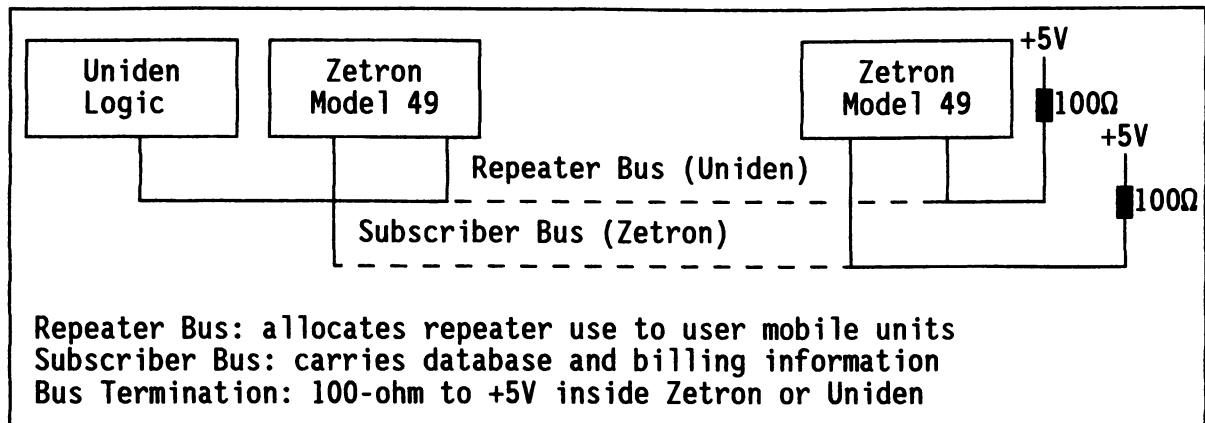 Uniden
Logic
Zetron
Model 49
Zetron
Model 49
+5V
100Ω
+5V
100Ω
Repeater Bus (Uniden)
Subscriber Bus (Zetron)
Repeater Bus: allocates repeater use to user mobile units
Subscriber Bus: carries database and billing information
Bus Termination: 100-ohm to +5V inside Zetron or Uniden